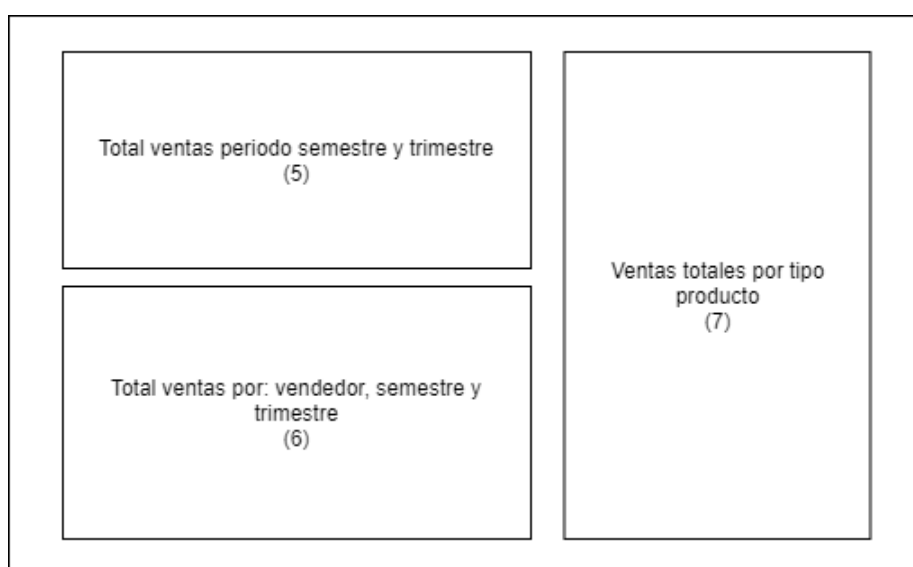 Total ventas periodo semestre y trimestre
(5)
Total ventas por: vendedor, semestre y
trimestre
(6)
Ventas totales por tipo
producto
(7)